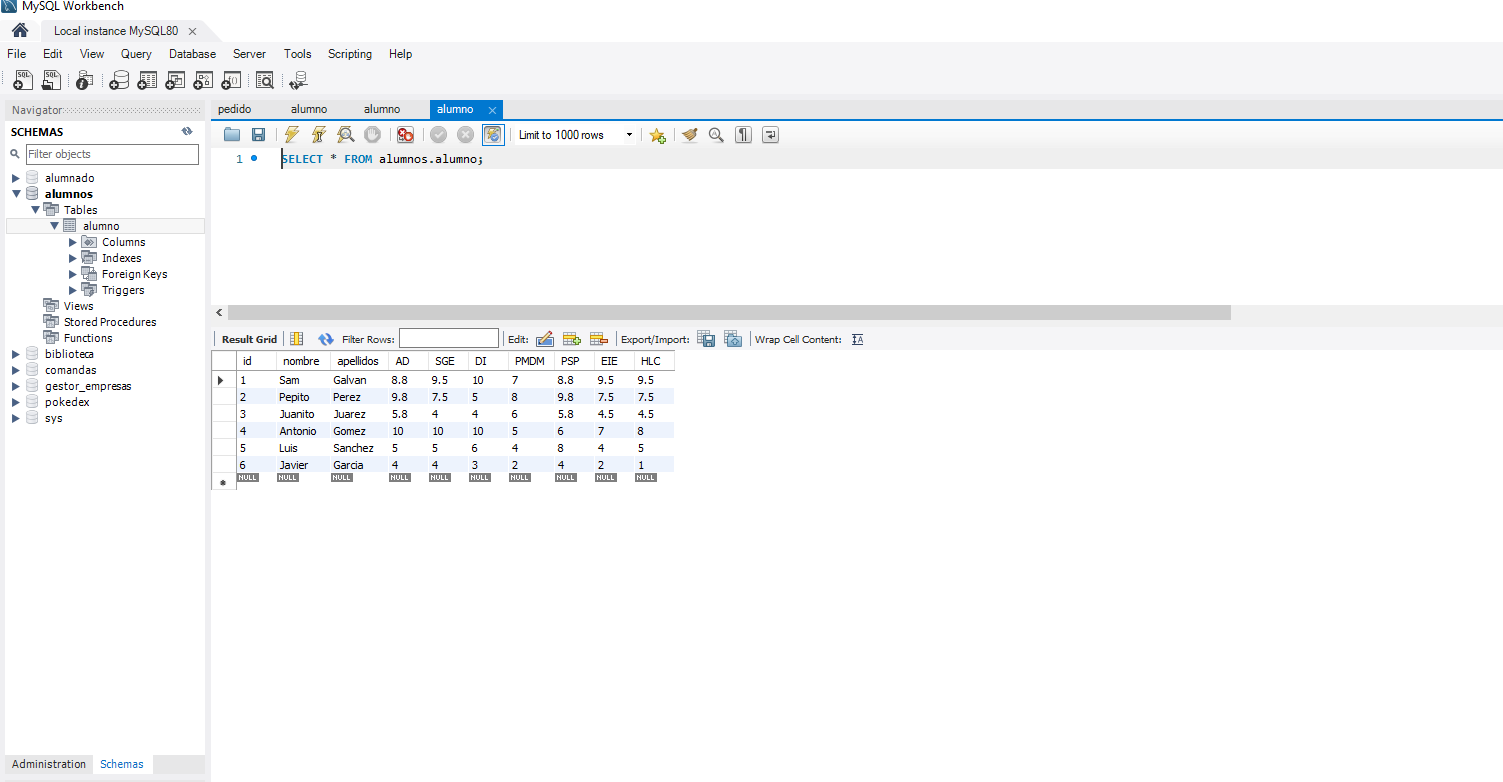 MySQL Workbench
Local instance MySQL80
File Edit View Query Database Server Tools Scripting Help
Navigator
SCHEMAS
Filter objects
alumnado
alumnos
Tables
alumno
Columns
Indexes
Foreign Keys
Triggers
Views
Stored Procedures
Functions
biblioteca
comandas
gestor_empresas
pokedex
sys
Administration Schemas
pedido alumno alumno alumno
Limit to 1000 rows
1 SELECT * FROM alumnos.alumno;
Result Grid Filter Rows: Edit: Export/Import: Wrap Cell Content:
id nombre apellidos AD SGE DI PMDM PSP EIE HLC
1 Sam Galvan 8.8 9.5 10 7 8.8 9.5 9.5
2 Pepito Perez 9.8 7.5 5 8 9.8 7.5 7.5
3 Juanito Juarez 5.8 4 4 6 5.8 4.5 4.5
4 Antonio Gomez 10 10 10 5 6 7 8
5 Luis Sanchez 5 5 6 4 8 4 5
6 Javier Garcia 4 4 3 2 4 2 1
NULL NULL NULL NULL NULL NULL NULL NULL NULL NULL